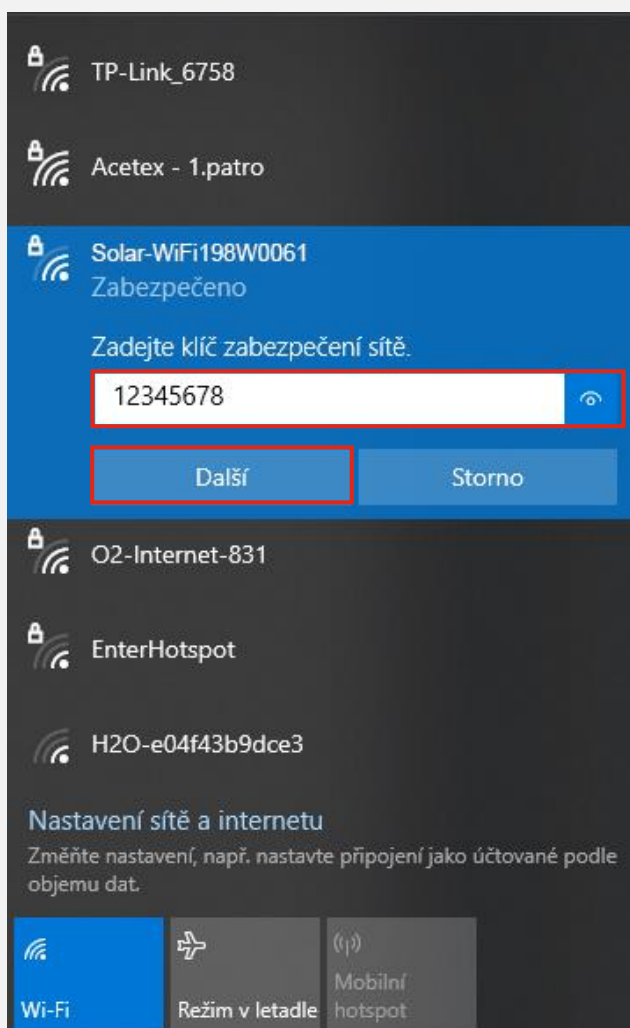 TP-Link_6758
Acetex - 1.patro
Solar-WiFi198W0061
Zabezpečeno
Zadejte klíč zabezpečení sítě.
12345678
Další Storno
O2-Internet-831
EnterHotspot
H2O-e04f43b9dce3
Nastavení sítě a internetu
Změňte nastavení, např. nastavte připojení jako účtované podle
objemu dat.
Mobilní
Wi-Fi Režim v letadle hotspot